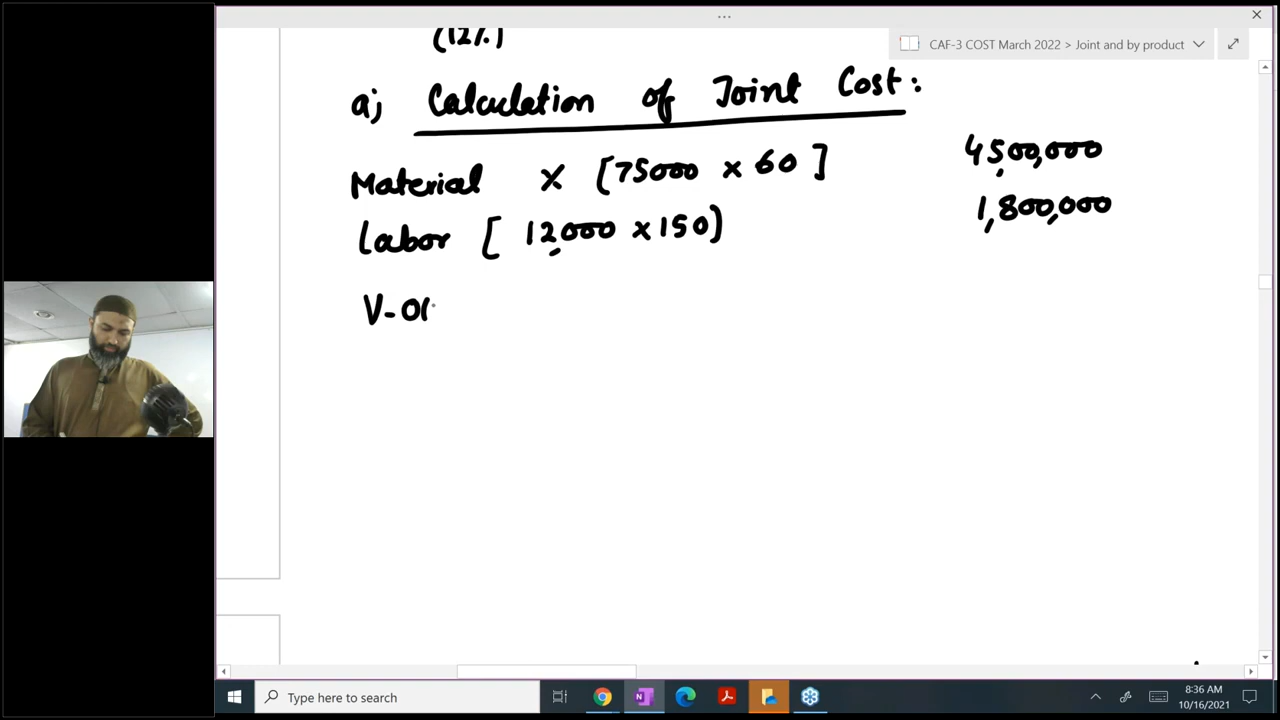 (12%)
CAF-3 COST March 2022 > Joint and by product
a; Calculation of Joint Cost:
Material X [75000 x 60] 4,500,000
Labor [12,000 x 150] 1,800,000
V-O
Type here to search
8:36 AM
10/16/2021